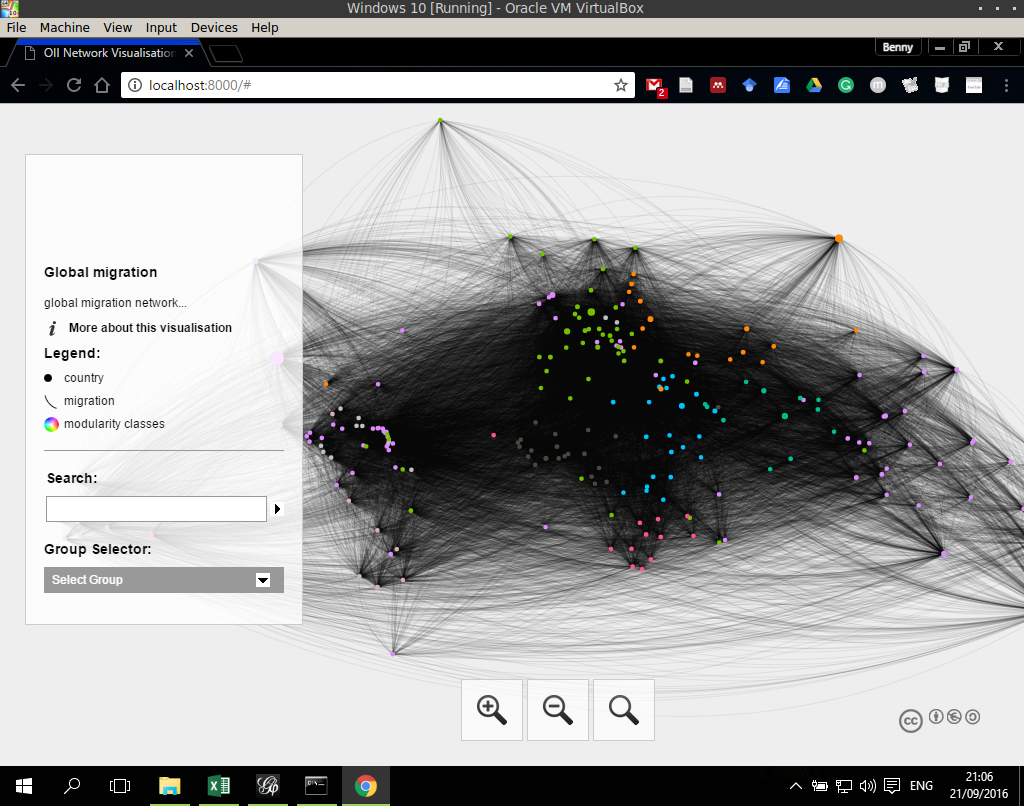 Windows 10 [Running] - Oracle VM VirtualBox
File Machine View Input Devices Help
OII Network Visualisation
Benny
localhost:8000/#
2
Global migration
global migration network...
More about this visualisation
Legend:
country
migration
modularity classes
Search:
Group Selector:
Select Group
cc
ENG
21:06
21/09/2016